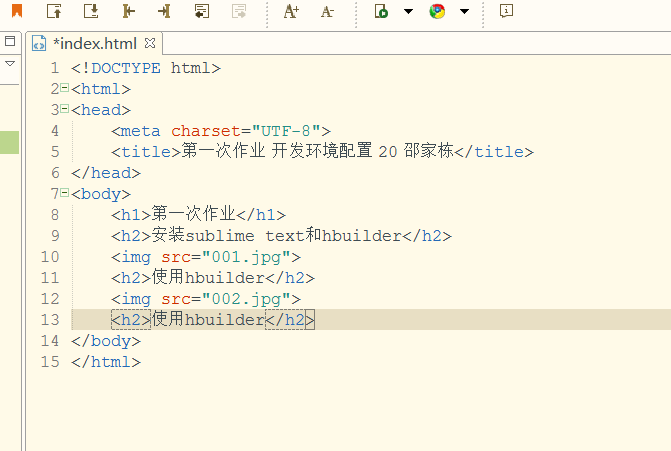 *index.html
1 <!DOCTYPE html>
2 <html>
3 <head>
4 <meta charset="UTF-8">
5 <title>第一次作业 开发环境配置 20 邵家栋</title>
6 </head>
7 <body>
8 <h1>第一次作业</h1>
9 <h2>安装sublime text和hbuilder</h2>
10 <img src="001.jpg">
11 <h2>使用hbuilder</h2>
12 <img src="002.jpg">
13 <h2>使用hbuilder</h2>
14 </body>
15 </html>